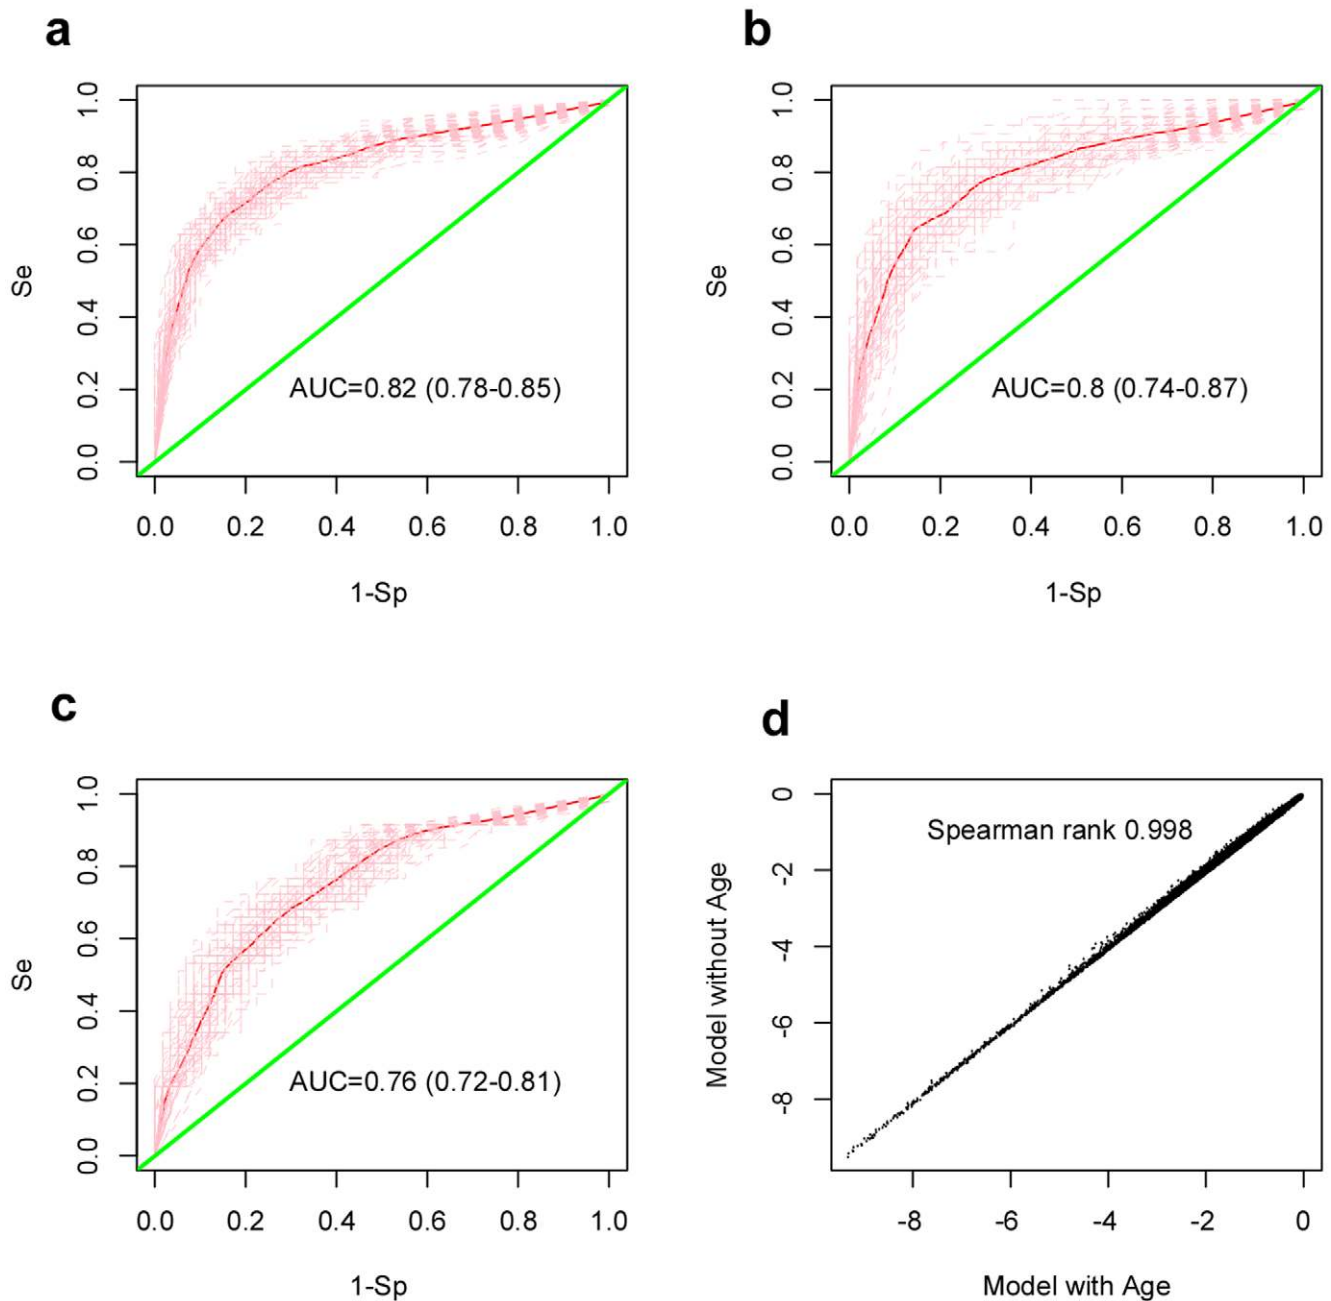 a
1.0
0.8
0.6
0.4
0.2
0.0
Se
AUC=0.82 (0.78-0.85)
0.0 0.2 0.4 0.6 0.8 1.0
1-Sp
b
1.0
0.8
0.6
0.4
0.2
0.0
Se
AUC=0.8 (0.74-0.87)
0.0 0.2 0.4 0.6 0.8 1.0
1-Sp
c
1.0
0.8
0.6
0.4
0.2
0.0
Se
AUC=0.76 (0.72-0.81)
0.0 0.2 0.4 0.6 0.8 1.0
1-Sp
d
0
-2
-4
-6
-8
Model without Age
Spearman rank 0.998
-8 -6 -4 -2 0
Model with Age